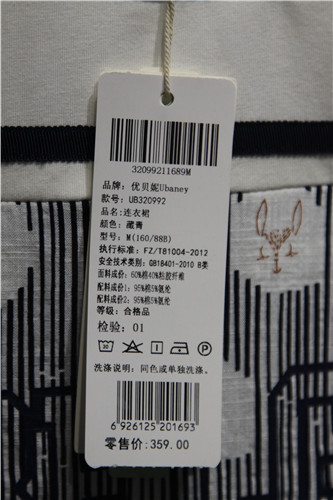 32099211689M
品牌:优贝妮Ubaney
款号:UB320992
品名:连衣裙
颜色:藏青
型号:M(160/88B)
执行标准:FZ/T81004-2012
安全技术类别:GB18401-2010 B类
面料成份:60%棉40%粘胶纤维
配料成份1:95%棉5%氨纶
配料成份2:95%棉5%氨纶
等级:合格品
检验:01
洗涤说明:同色或单独洗涤。
6 926125 201693
零售价:359.00